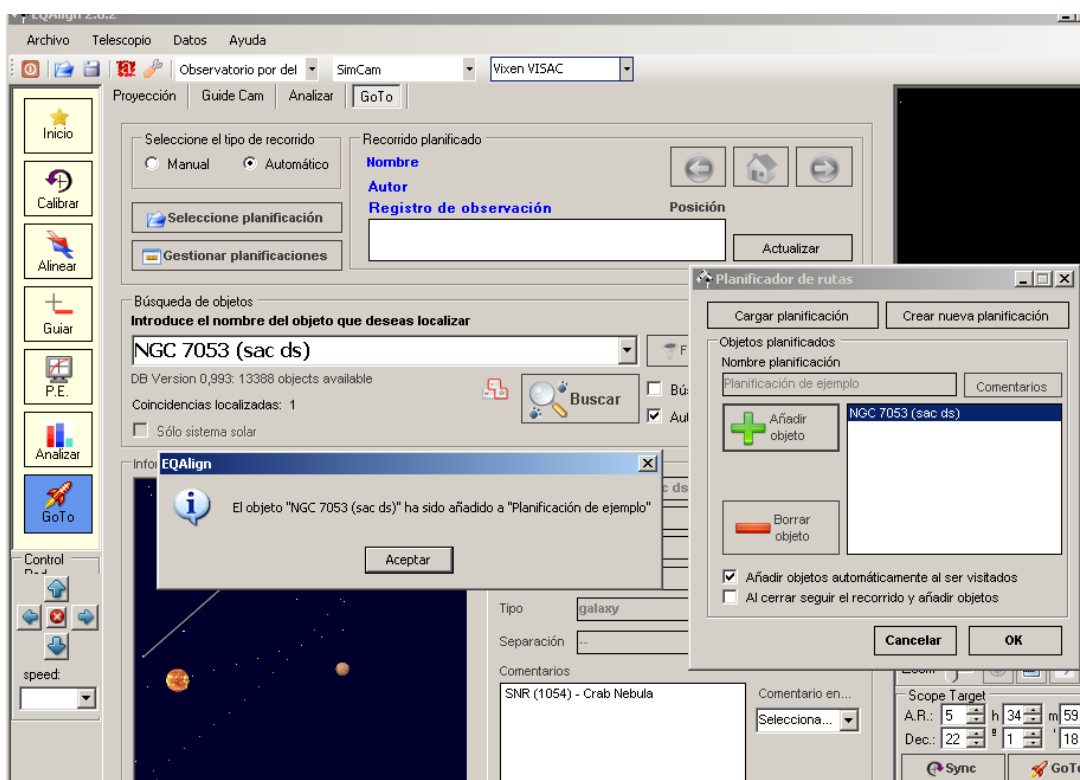 EQAlign 2.6.2
Archivo Telescopio Datos Ayuda
Observatorio por del SimCam Vixen VISAC
Proyección Guide Cam Analizar GoTo
Inicio
Calibrar
Alinear
Guiar
P.E.
Analizar
GoTo
Control
speed:
Seleccione el tipo de recorrido
Manual Automático
Seleccione planificación
Gestionar planificaciones
Recorrido planificado
Nombre
Autor
Registro de observación Posición
Actualizar
Búsqueda de objetos
Introduce el nombre del objeto que deseas localizar
NGC 7053 (sac ds)
F
DB Version 0,993: 13388 objects available
Coincidencias localizadas: 1
Sólo sistema solar
Buscar
Bú
Au
Infor
c ds
EQAlign
El objeto "NGC 7053 (sac ds)" ha sido añadido a "Planificación de ejemplo"
Aceptar
Tipo galaxy
Separación --
Comentarios
SNR (1054) - Crab Nebula
Comentario en...
Selecciona...
Planificador de rutas
Cargar planificación Crear nueva planificación
Objetos planificados
Nombre planificación
Planificación de ejemplo Comentarios
Añadir objeto
NGC 7053 (sac ds)
Borrar objeto
Añadir objetos automáticamente al ser visitados
Al cerrar seguir el recorrido y añadir objetos
Cancelar OK
Scope Target
A.R.: 5 h 34 m 59
Dec.: 22 º 1 ' 18
Sync GoT